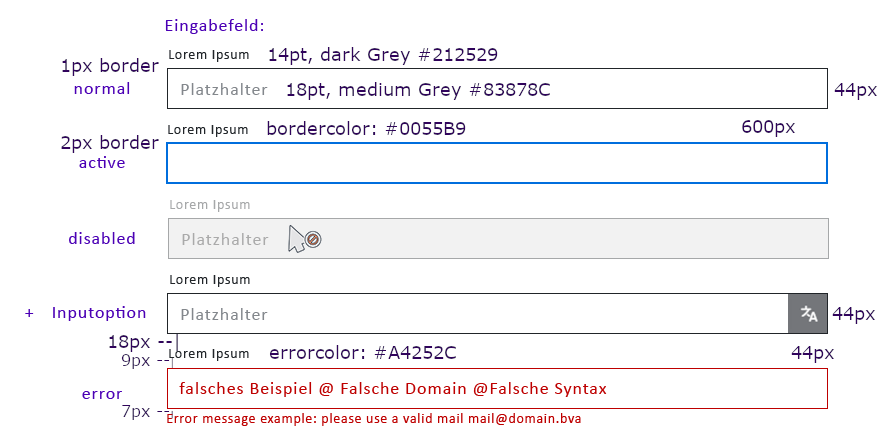 Eingabefeld:
Lorem Ipsum 14pt, dark Grey #212529
1px border
normal Platzhalter 18pt, medium Grey #83878C 44px
Lorem Ipsum bordercolor: #0055B9 600px
2px border
active
Lorem Ipsum
disabled Platzhalter
Lorem Ipsum
+ Inputoption Platzhalter 44px
18px --|
Lorem Ipsum errorcolor: #A4252C 44px
9px --|
error falsches Beispiel @ Falsche Domain @Falsche Syntax
7px --|
Error message example: please use a valid mail mail@domain.bva